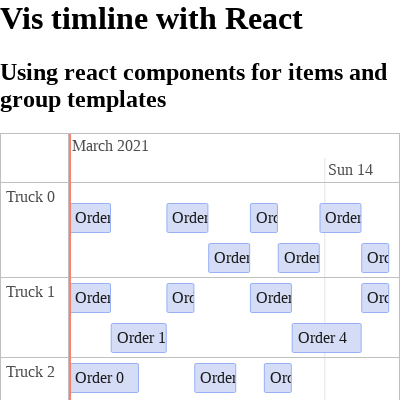 Vis timline with React
Using react components for items and
group templates
March 2021
Sun 14
Truck 0
Order Order Orc Order
Order Order Orc
Truck 1
Order Orc Order Orc
Order 1 Order 4
Truck 2
Order 0 Order Orc